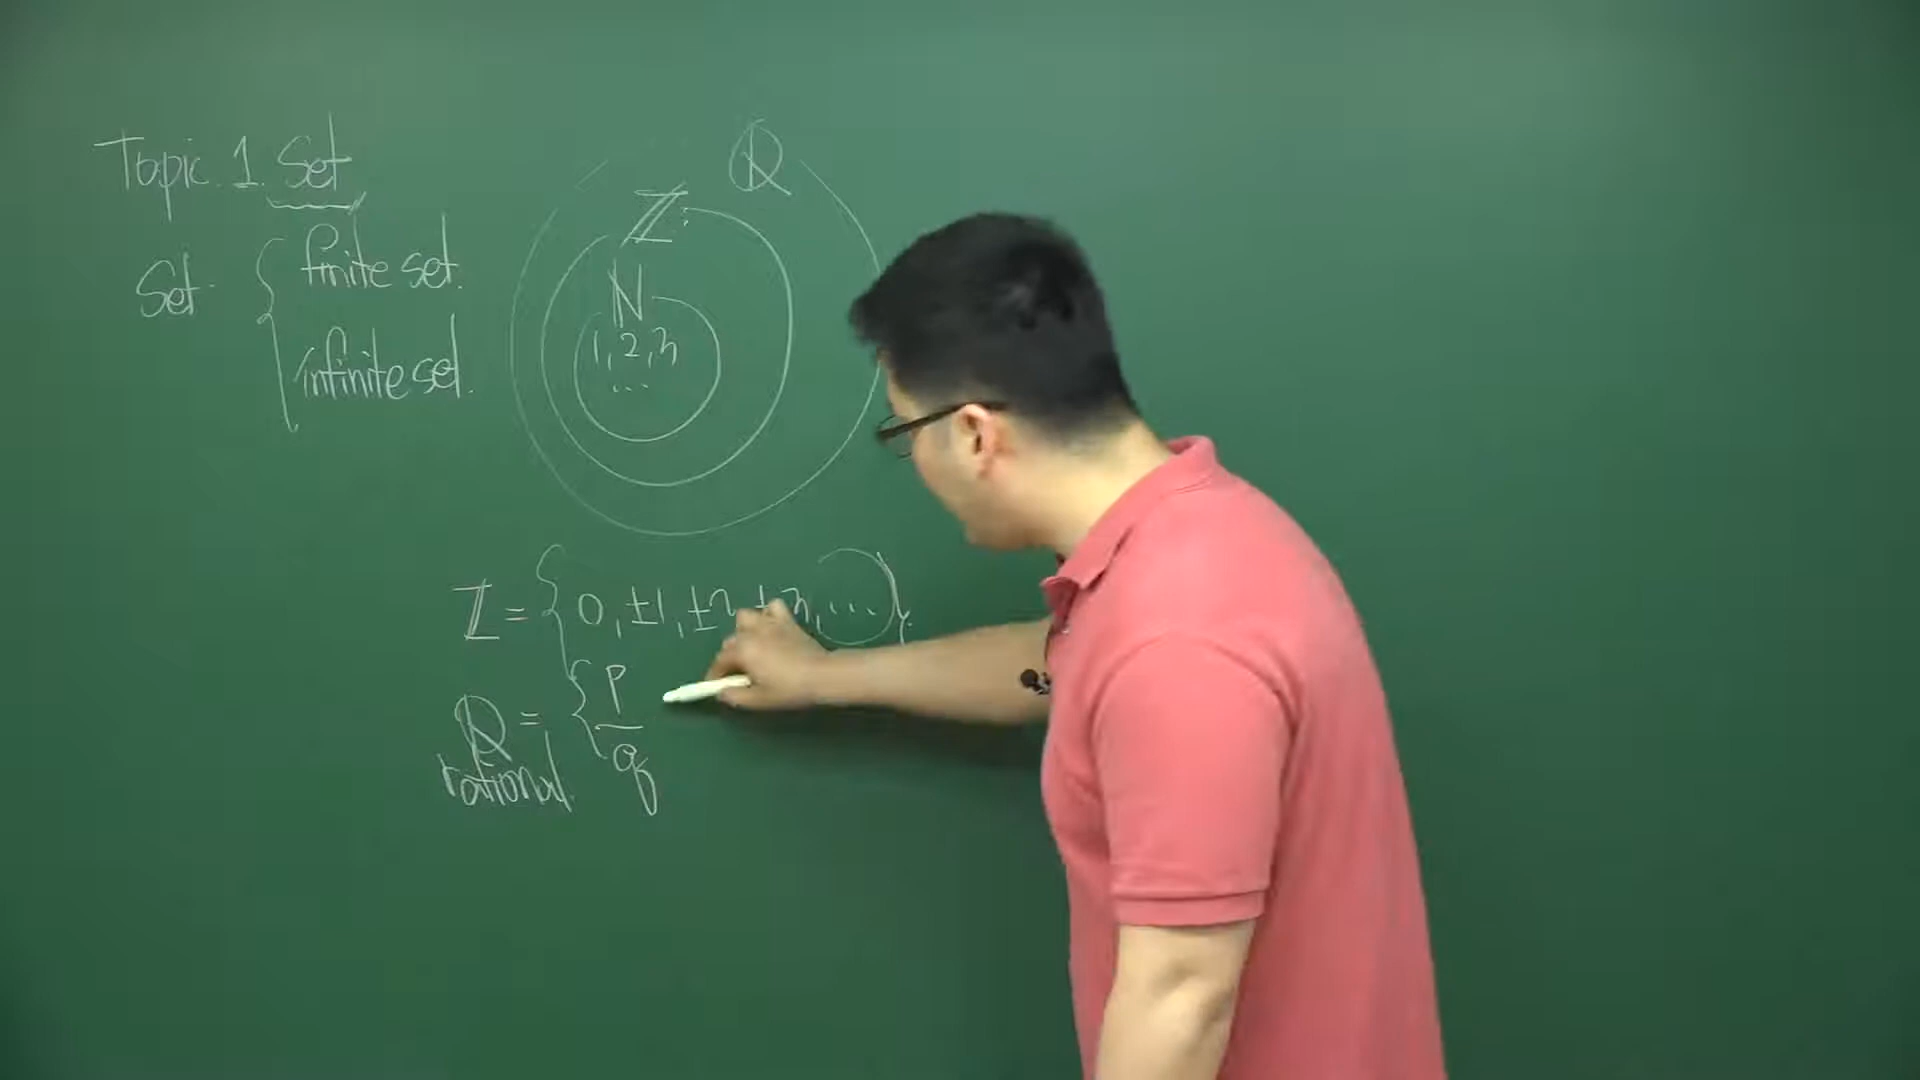 Topic. 1. Set
Set
{ finite set.
infinite set.
Q
Z
N
1, 2, 3
...
Z = { 0, ±1, ±2, ±3, ... }
Q = { p/q
rational